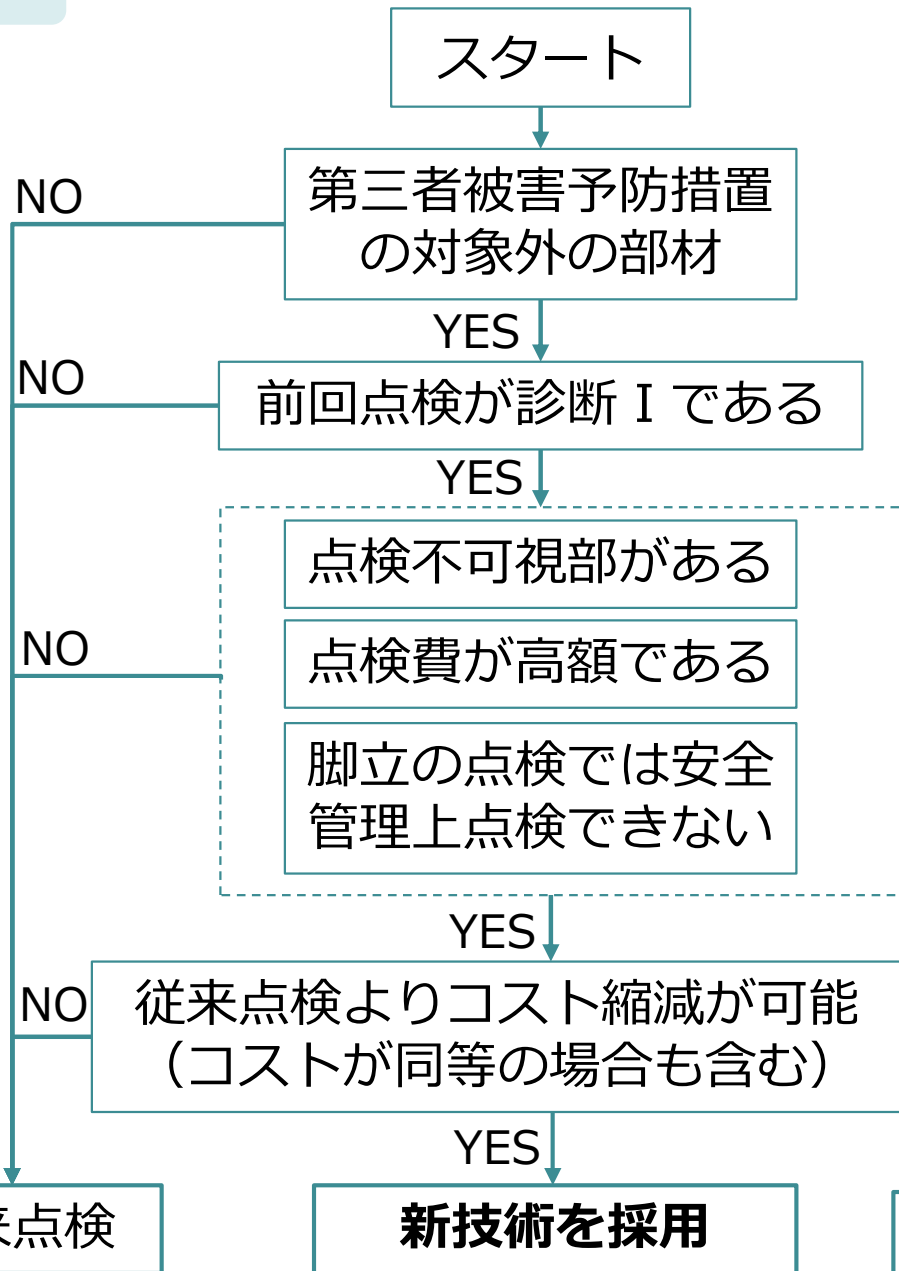 スタート
NO
第三者被害予防措置
の対象外の部材
YES
NO
前回点検が診断Ⅰである
YES
点検不可視部がある
NO
点検費が高額である
脚立の点検では安全
管理上点検できない
YES
NO
従来点検よりコスト縮減が可能
（コストが同等の場合も含む）
YES
来点検
新技術を採用